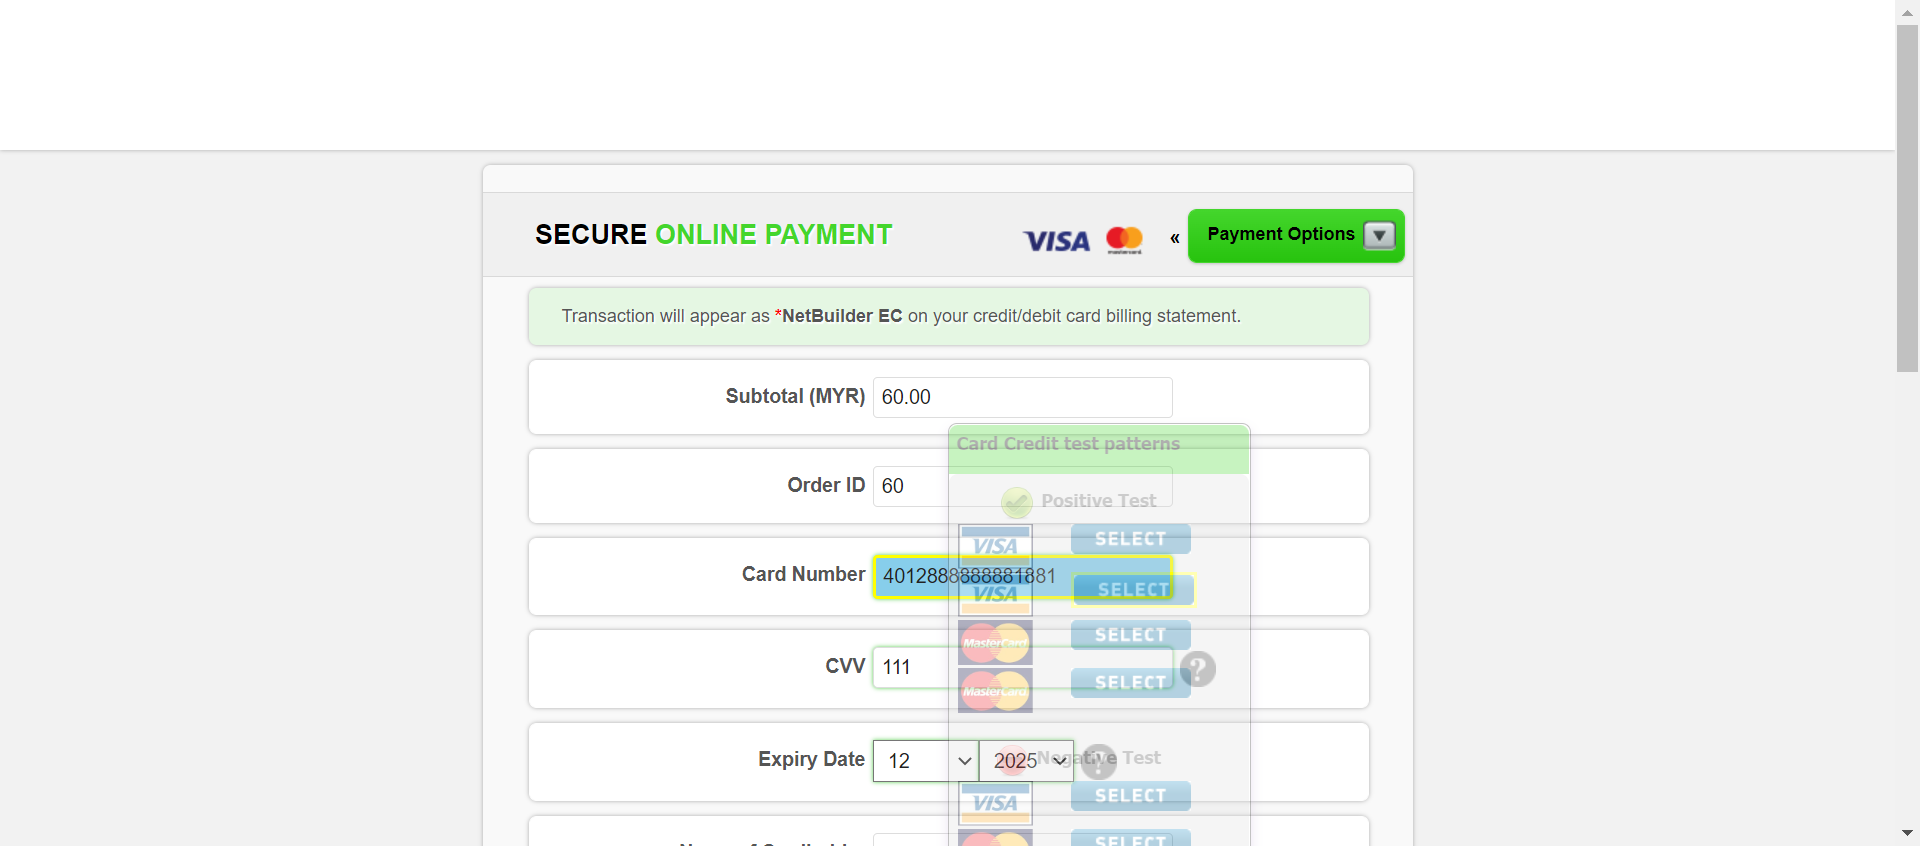 SECURE ONLINE PAYMENT
VISA
mastercard
«
Payment Options
Transaction will appear as *NetBuilder EC on your credit/debit card billing statement.
Subtotal (MYR) 60.00
Card Credit test patterns
Order ID 60
Positive Test
VISA SELECT
Card Number 4012888888881881
VISA SELECT
MasterCard SELECT
CVV 111
?
MasterCard SELECT
Expiry Date 12 2025
?
Negative Test
VISA SELECT
SELECT